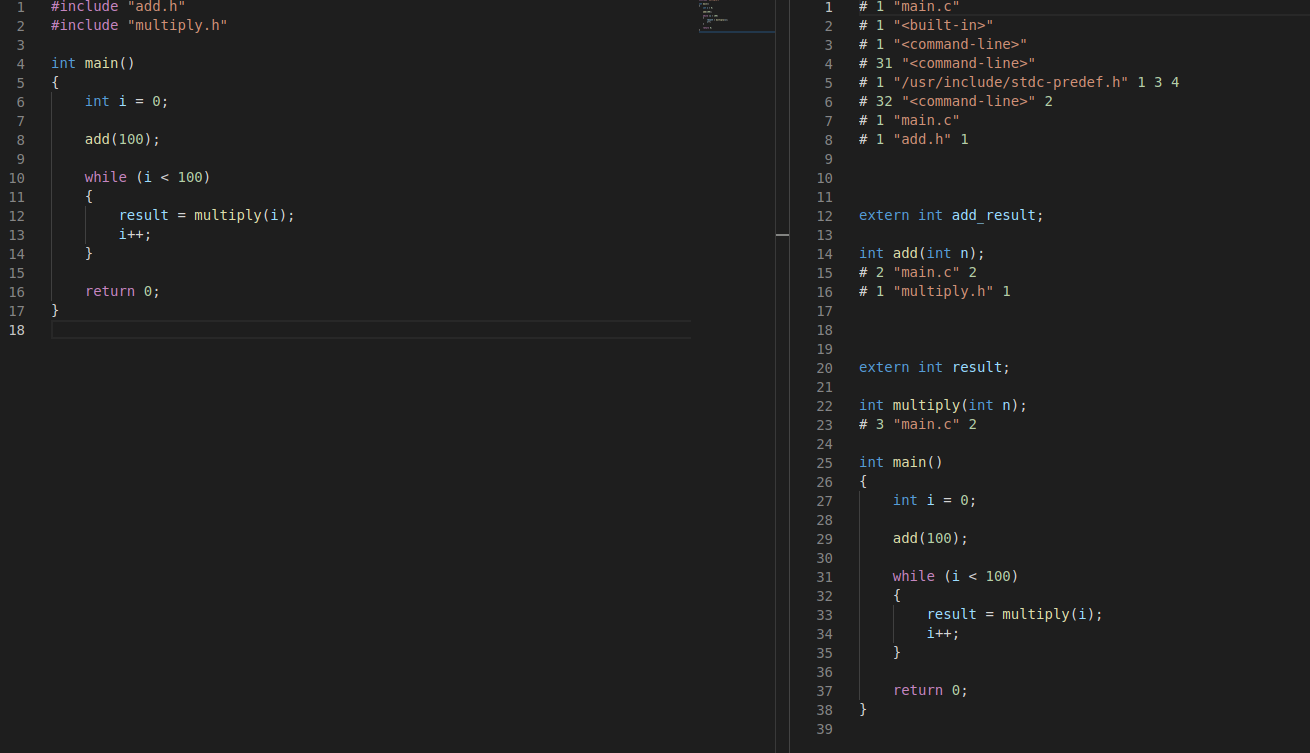 1 #include "add.h"
2 #include "multiply.h"
3
4 int main()
5 {
6     int i = 0;
7
8     add(100);
9
10     while (i < 100)
11     {
12         result = multiply(i);
13         i++;
14     }
15
16     return 0;
17 }
18
1 # 1 "main.c"
2 # 1 "<built-in>"
3 # 1 "<command-line>"
4 # 31 "<command-line>"
5 # 1 "/usr/include/stdc-predef.h" 1 3 4
6 # 32 "<command-line>" 2
7 # 1 "main.c"
8 # 1 "add.h" 1
9
10
11
12 extern int add_result;
13
14 int add(int n);
15 # 2 "main.c" 2
16 # 1 "multiply.h" 1
17
18
19
20 extern int result;
21
22 int multiply(int n);
23 # 3 "main.c" 2
24
25 int main()
26 {
27     int i = 0;
28
29     add(100);
30
31     while (i < 100)
32     {
33         result = multiply(i);
34         i++;
35     }
36
37     return 0;
38 }
39